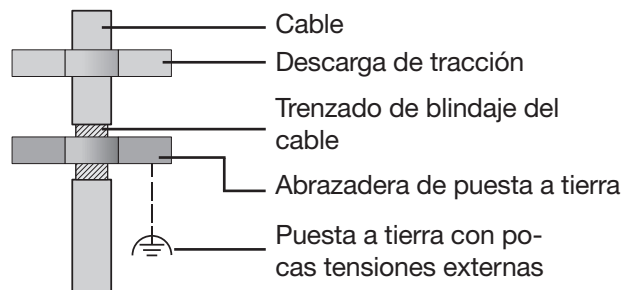 Cable
Descarga de tracción
Trenzado de blindaje del
cable
Abrazadera de puesta a tierra
Puesta a tierra con po-
cas tensiones externas